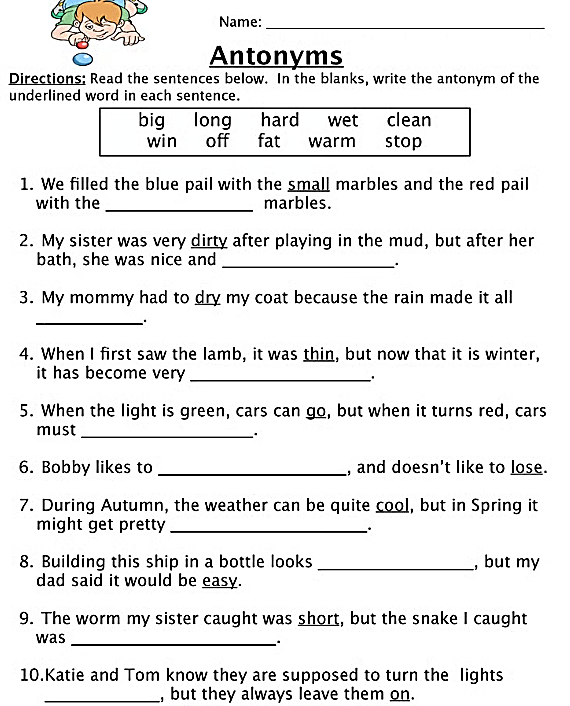 Name: ______________________________
Antonyms
Directions: Read the sentences below. In the blanks, write the antonym of the
underlined word in each sentence.
big long hard wet clean
win off fat warm stop
1. We filled the blue pail with the small marbles and the red pail
with the ________________ marbles.
2. My sister was very dirty after playing in the mud, but after her
bath, she was nice and ___________________.
3. My mommy had to dry my coat because the rain made it all
____________.
4. When I first saw the lamb, it was thin, but now that it is winter,
it has become very ____________________.
5. When the light is green, cars can go, but when it turns red, cars
must ___________________.
6. Bobby likes to _____________________, and doesn't like to lose.
7. During Autumn, the weather can be quite cool, but in Spring it
might get pretty ______________________.
8. Building this ship in a bottle looks _________________, but my
dad said it would be easy.
9. The worm my sister caught was short, but the snake I caught
was _______________________.
10.Katie and Tom know they are supposed to turn the lights
_____________, but they always leave them on.